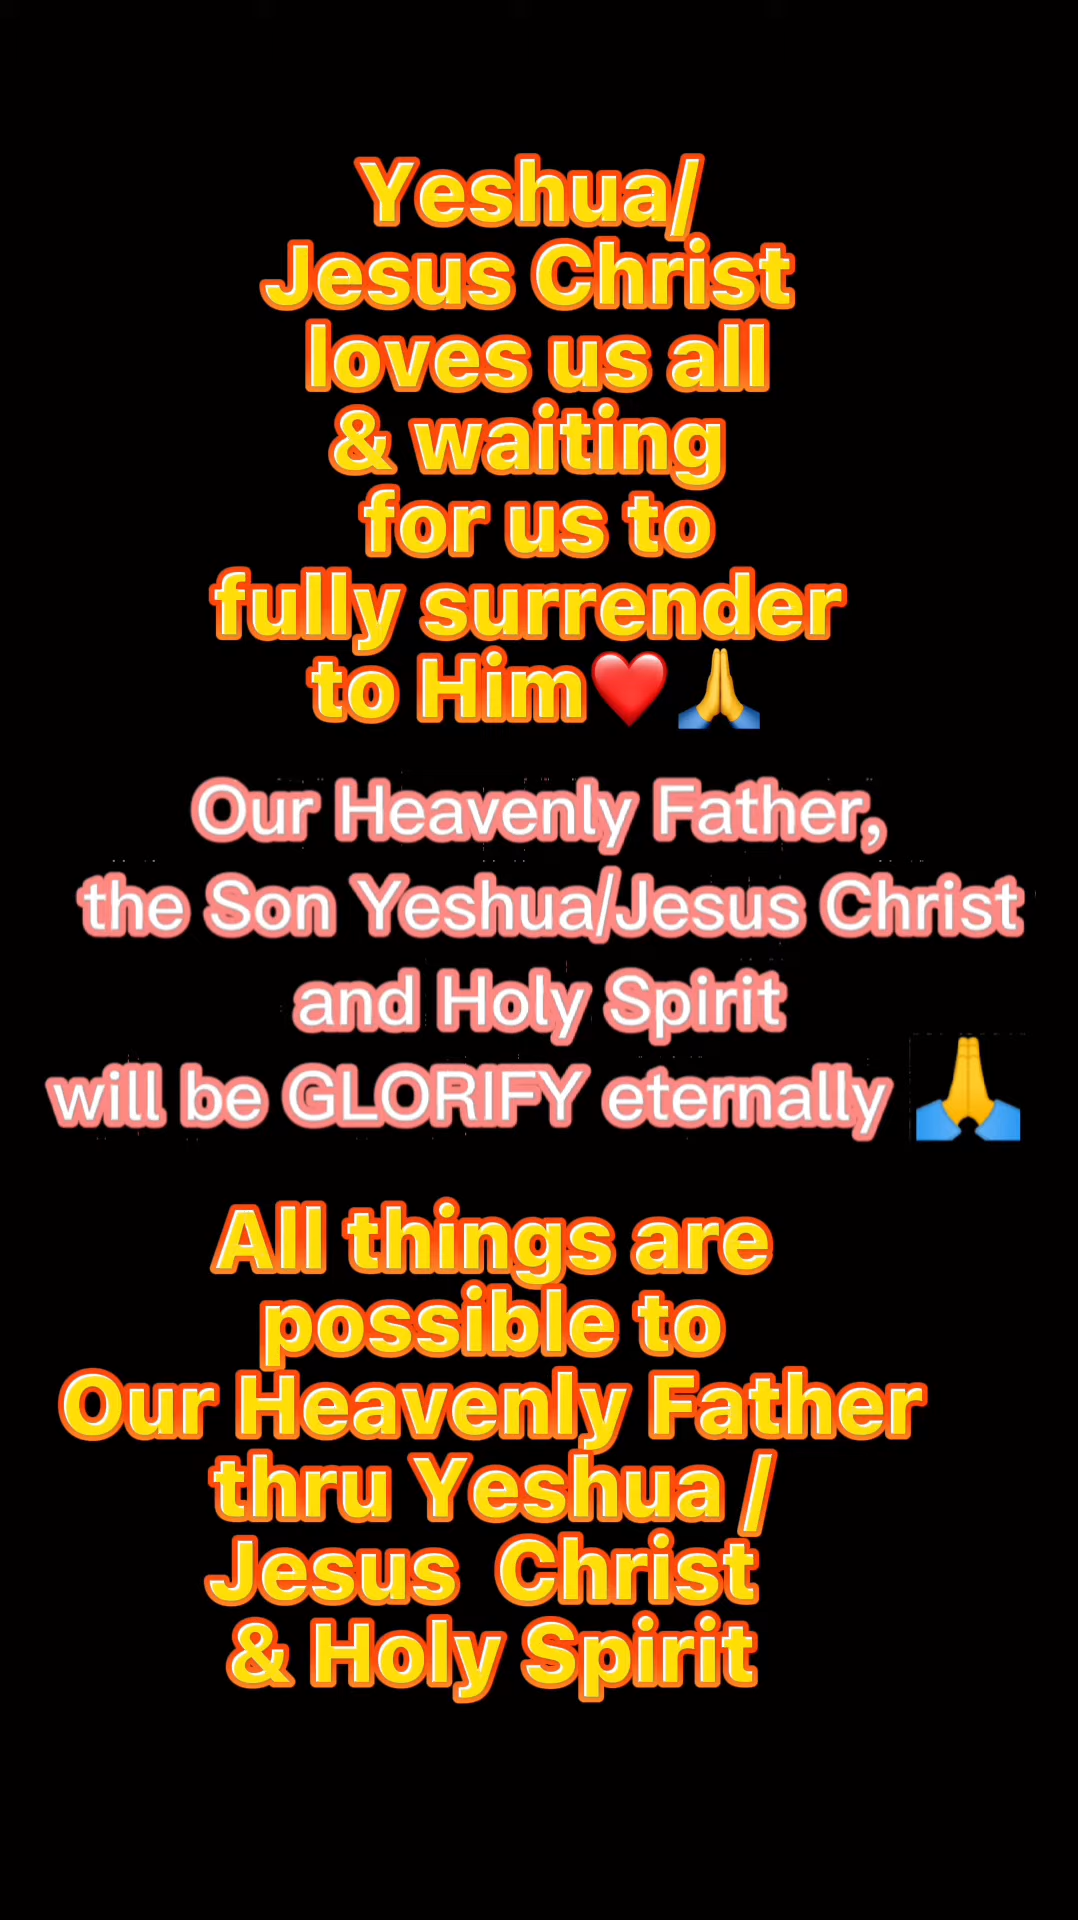 Yeshua/
Jesus Christ
loves us all
& waiting
for us to
fully surrender
to Him❤️🙏
Our Heavenly Father,
the Son Yeshua/Jesus Christ
and Holy Spirit
will be GLORIFY eternally 🙏
All things are
possible to
Our Heavenly Father
thru Yeshua /
Jesus  Christ
& Holy Spirit